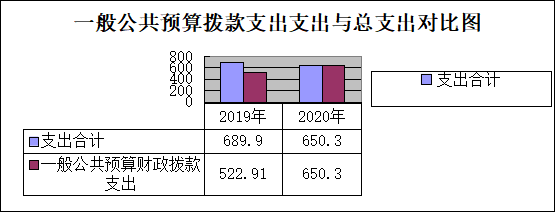 一般公共预算拨款支出支出与总支出对比图
800
600
400
200
0
支出合计
2019年 2020年
支出合计 689.9 650.3
一般公共预算财政拨款
支出 522.91 650.3